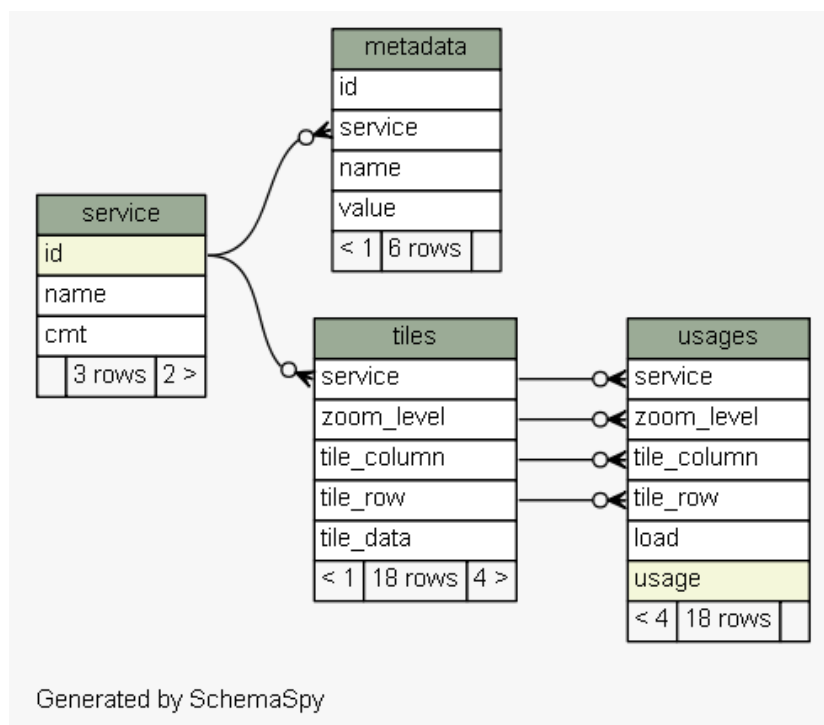 metadata
id
service
name
value
< 1 6 rows
service
id
name
cmt
3 rows 2 >
tiles
service
zoom_level
tile_column
tile_row
tile_data
< 1 18 rows 4 >
usages
service
zoom_level
tile_column
tile_row
load
usage
< 4 18 rows
Generated by SchemaSpy